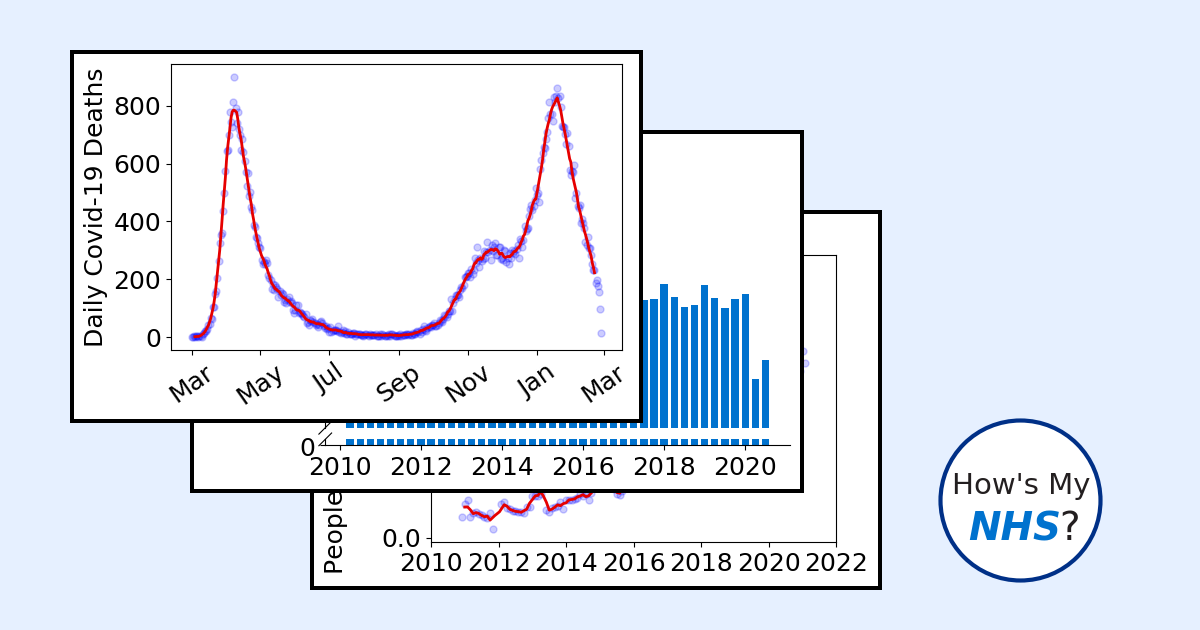 Daily Covid-19 Deaths
800
600
400
200
0
Mar May Jul Sep Nov Jan Mar
0
2010 2012 2014 2016 2018 2020
People
0.0
2010 2012 2014 2016 2018 2020 2022
How's My
NHS?